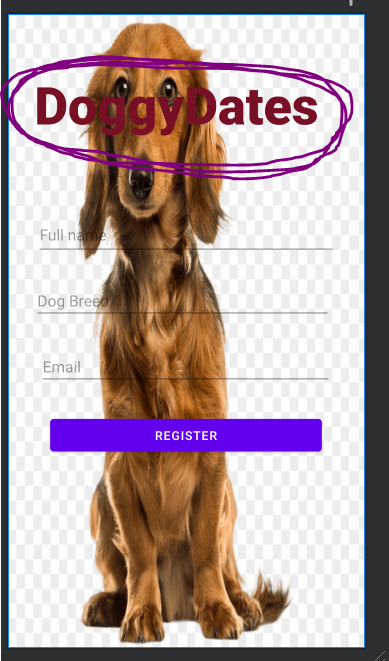 DoggyDates
Full name
Dog Breed
Email
REGISTER